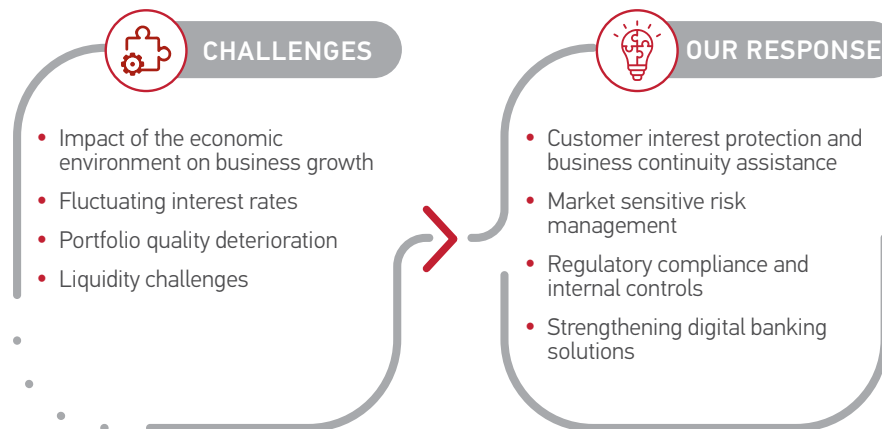 CHALLENGES
• Impact of the economic
environment on business growth
• Fluctuating interest rates
• Portfolio quality deterioration
• Liquidity challenges
OUR RESPONSE
• Customer interest protection and
business continuity assistance
• Market sensitive risk
management
• Regulatory compliance and
internal controls
• Strengthening digital banking
solutions